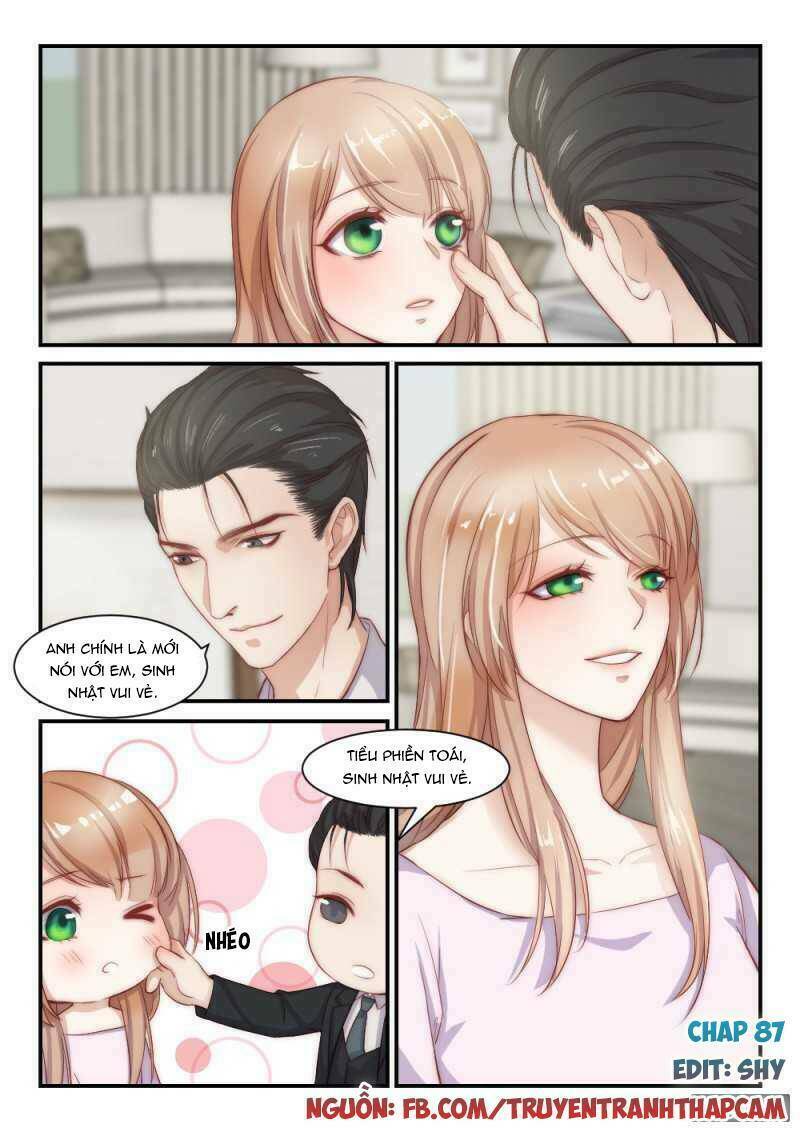 ANH CHÍNH LÀ MỚI
NÓI VỚI EM, SINH
NHẬT VUI VẺ.
TIỂU PHIỀN TOÁI,
SINH NHẬT VUI VẺ.
NHÉO
CHAP 87
EDIT: SHY
NGUỒN: FB.COM/TRUYENTRANHTHAPCAM